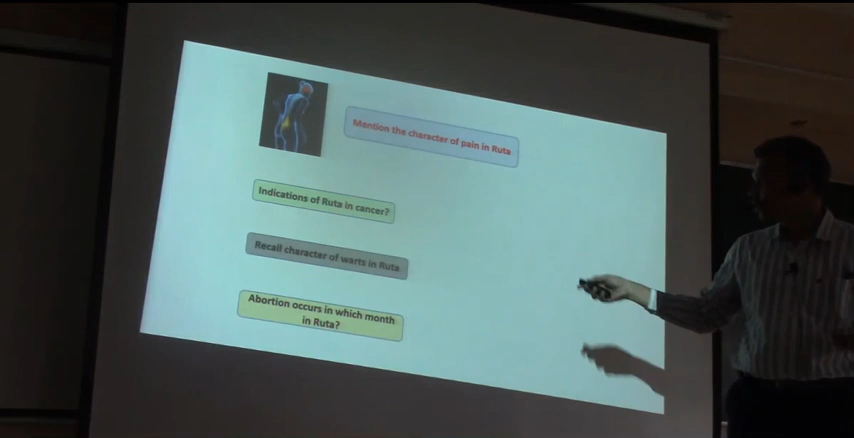 Mention the character of pain in Ruta
Indications of Ruta in cancer?
Recall character of warts in Ruta
Abortion occurs in which month
in Ruta?